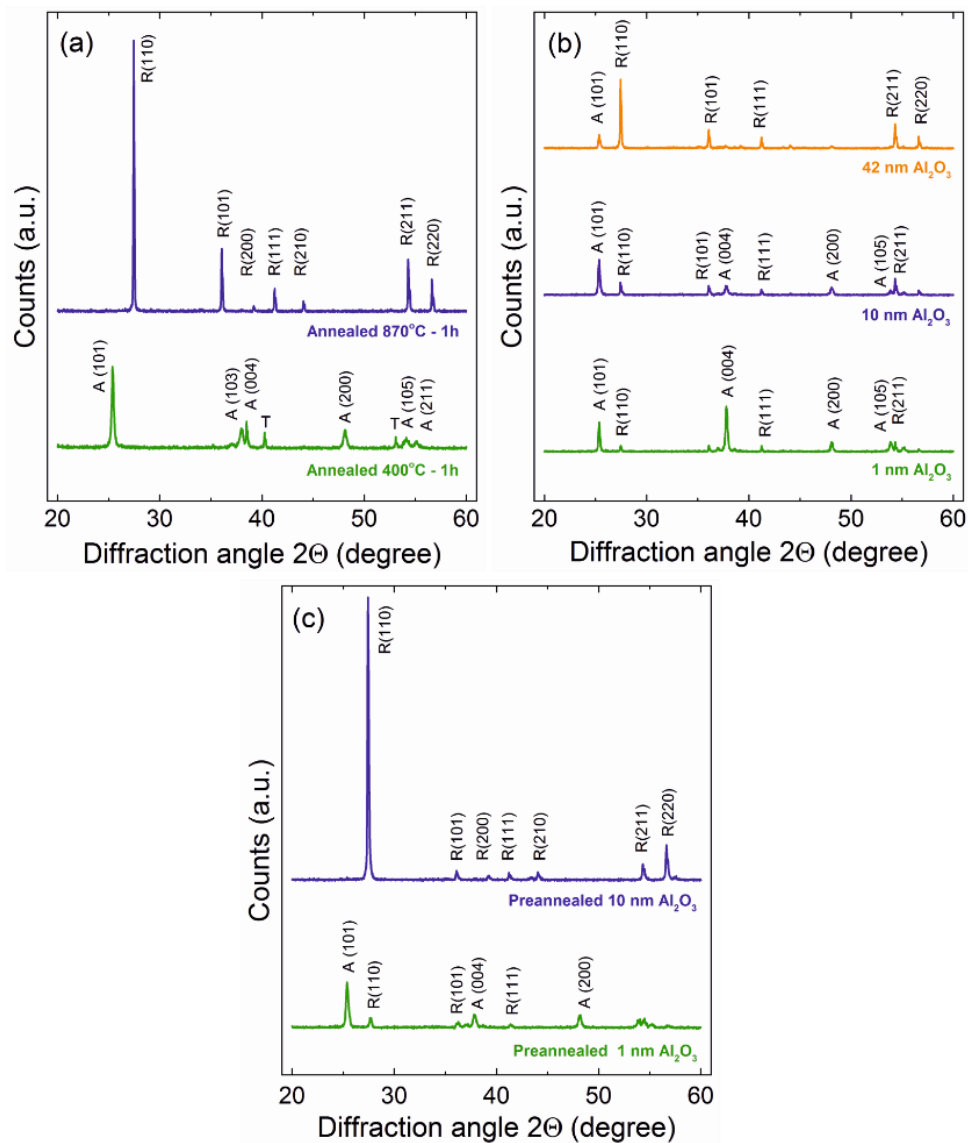 (a)
R(110)
R(101)
R(200)
R(111)
R(210)
R(211)
R(220)
Annealed 870°C - 1h
A (101)
A (103)
A (004)
T
A (200)
T
A (105)
A (211)
Annealed 400°C - 1h
Counts (a.u.)
20 30 40 50 60
Diffraction angle 2Θ (degree)
(b)
A (101)
R(110)
R(101)
R(111)
R(211)
R(220)
42 nm Al₂O₃
A (101)
R(110)
R(101)
A (004)
R(111)
A (200)
A (105)
R(211)
10 nm Al₂O₃
A (101)
R(110)
A (004)
R(111)
A (200)
A (105)
R(211)
1 nm Al₂O₃
Counts (a.u.)
20 30 40 50 60
Diffraction angle 2Θ (degree)
(c)
R(110)
R(101)
R(200)
R(111)
R(210)
R(211)
R(220)
Preannealed 10 nm Al₂O₃
A (101)
R(110)
R(101)
A (004)
R(111)
A (200)
Preannealed 1 nm Al₂O₃
Counts (a.u.)
20 30 40 50 60
Diffraction angle 2Θ (degree)